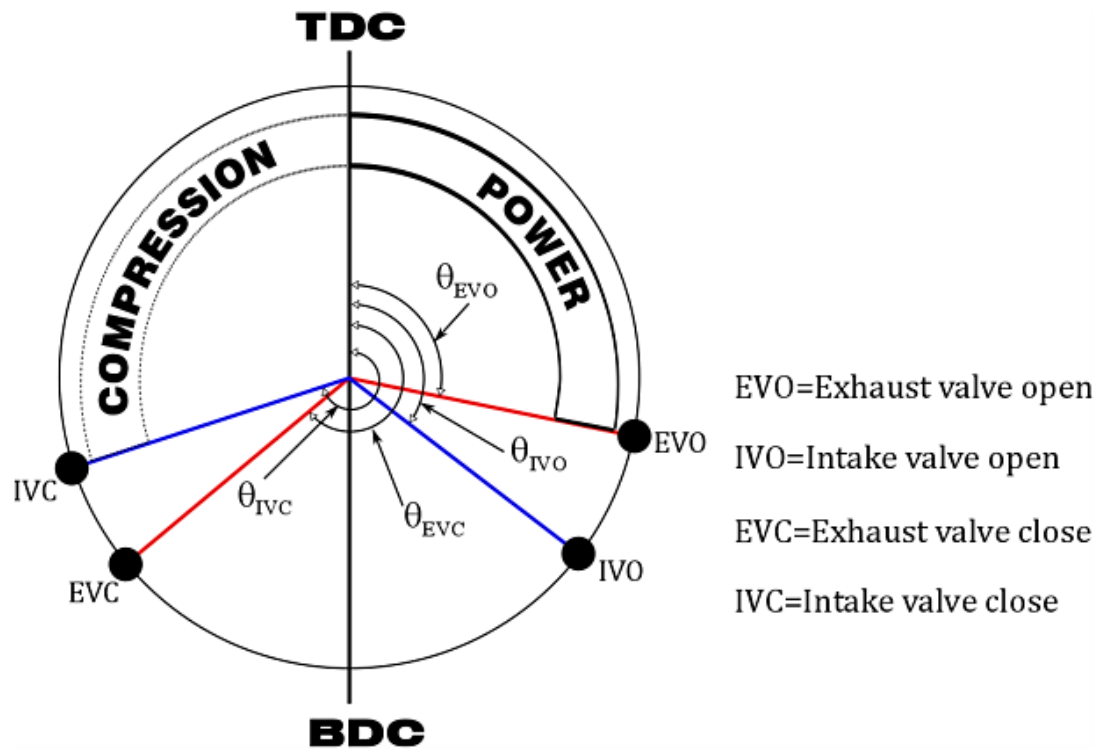 TDC
COMPRESSION
POWER
θEVO
EVO=Exhaust valve open
EVO
θIVO
IVO=Intake valve open
IVC
θIVC
θEVC
EVC=Exhaust valve close
IVO
EVC
IVC=Intake valve close
BDC